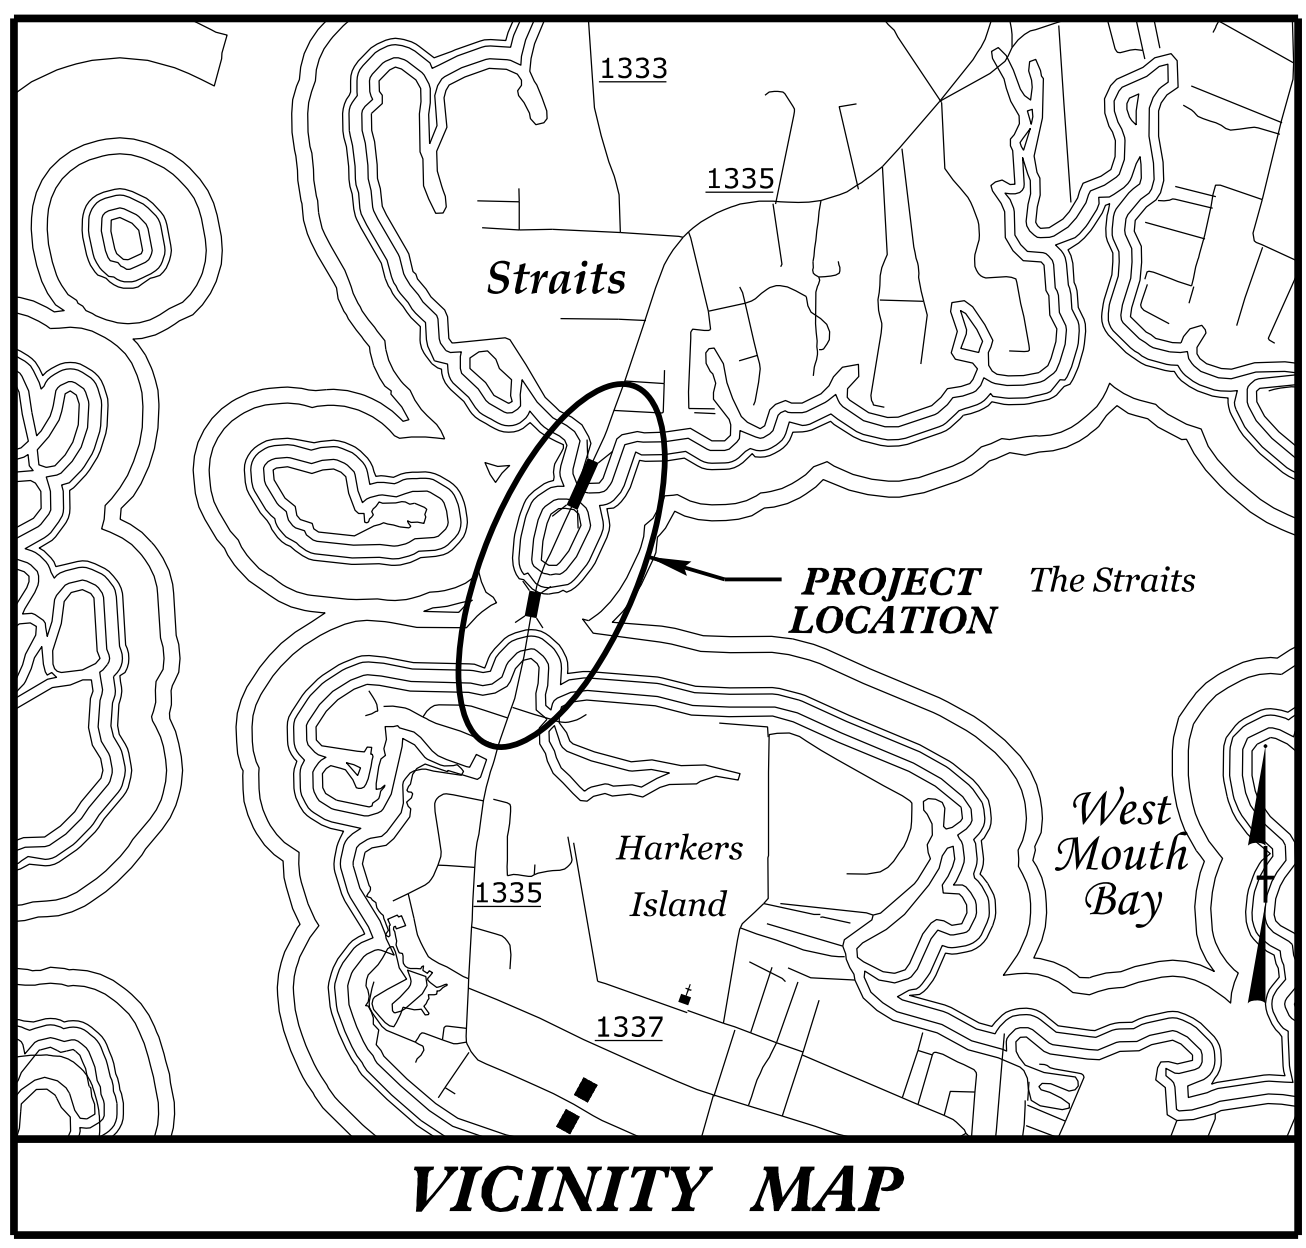 1333
1335
Straits
PROJECT
LOCATION
The Straits
West
Mouth
Bay
Harkers
Island
1335
1337
VICINITY MAP